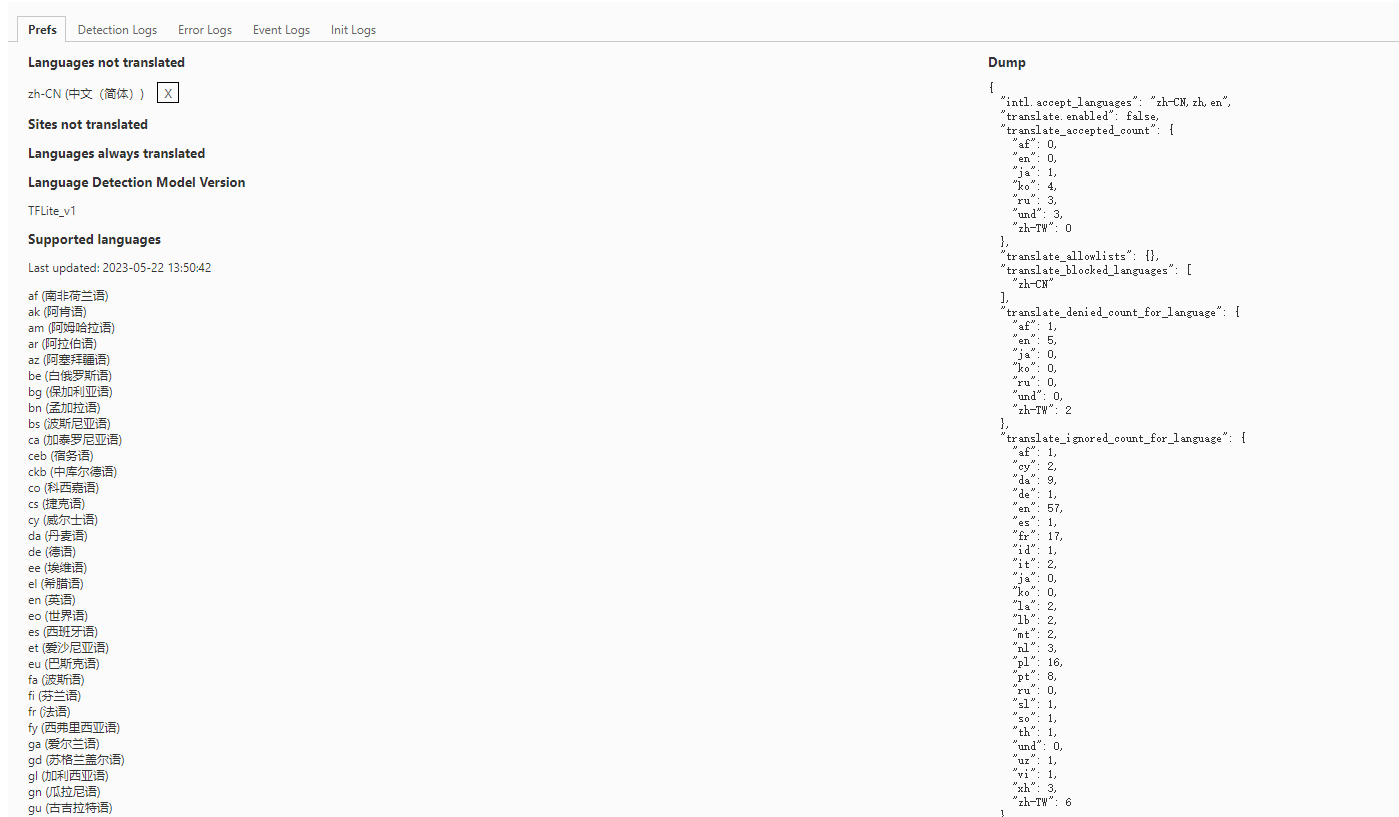 Prefs
Detection Logs
Error Logs
Event Logs
Init Logs
Languages not translated
zh-CN (中文（简体）)
X
Sites not translated
Languages always translated
Language Detection Model Version
TFLite_v1
Supported languages
Last updated: 2023-05-22 13:50:42
af (南非荷兰语)
ak (阿肯语)
am (阿姆哈拉语)
ar (阿拉伯语)
az (阿塞拜疆语)
be (白俄罗斯语)
bg (保加利亚语)
bn (孟加拉语)
bs (波斯尼亚语)
ca (加泰罗尼亚语)
ceb (宿务语)
ckb (中库尔德语)
co (科西嘉语)
cs (捷克语)
cy (威尔士语)
da (丹麦语)
de (德语)
ee (埃维语)
el (希腊语)
en (英语)
eo (世界语)
es (西班牙语)
et (爱沙尼亚语)
eu (巴斯克语)
fa (波斯语)
fi (芬兰语)
fr (法语)
fy (西弗里西亚语)
ga (爱尔兰语)
gd (苏格兰盖尔语)
gl (加利西亚语)
gn (瓜拉尼语)
gu (古吉拉特语)
Dump
{
"intl.accept_languages": "zh-CN,zh,en",
"translate.enabled": false,
"translate_accepted_count": {
"af": 0,
"en": 0,
"ja": 1,
"ko": 4,
"ru": 3,
"und": 3,
"zh-TW": 0
},
"translate_allowlists": {},
"translate_blocked_languages": [
"zh-CN"
],
"translate_denied_count_for_language": {
"af": 1,
"en": 5,
"ja": 0,
"ko": 0,
"ru": 0,
"und": 0,
"zh-TW": 2
},
"translate_ignored_count_for_language": {
"af": 1,
"cy": 2,
"da": 9,
"de": 1,
"en": 57,
"es": 1,
"fr": 17,
"id": 1,
"it": 2,
"ja": 0,
"ko": 0,
"la": 2,
"lb": 2,
"mt": 2,
"nl": 3,
"pl": 16,
"pt": 8,
"ru": 0,
"sl": 1,
"so": 1,
"th": 1,
"und": 0,
"uz": 1,
"vi": 1,
"xh": 3,
"zh-TW": 6
}